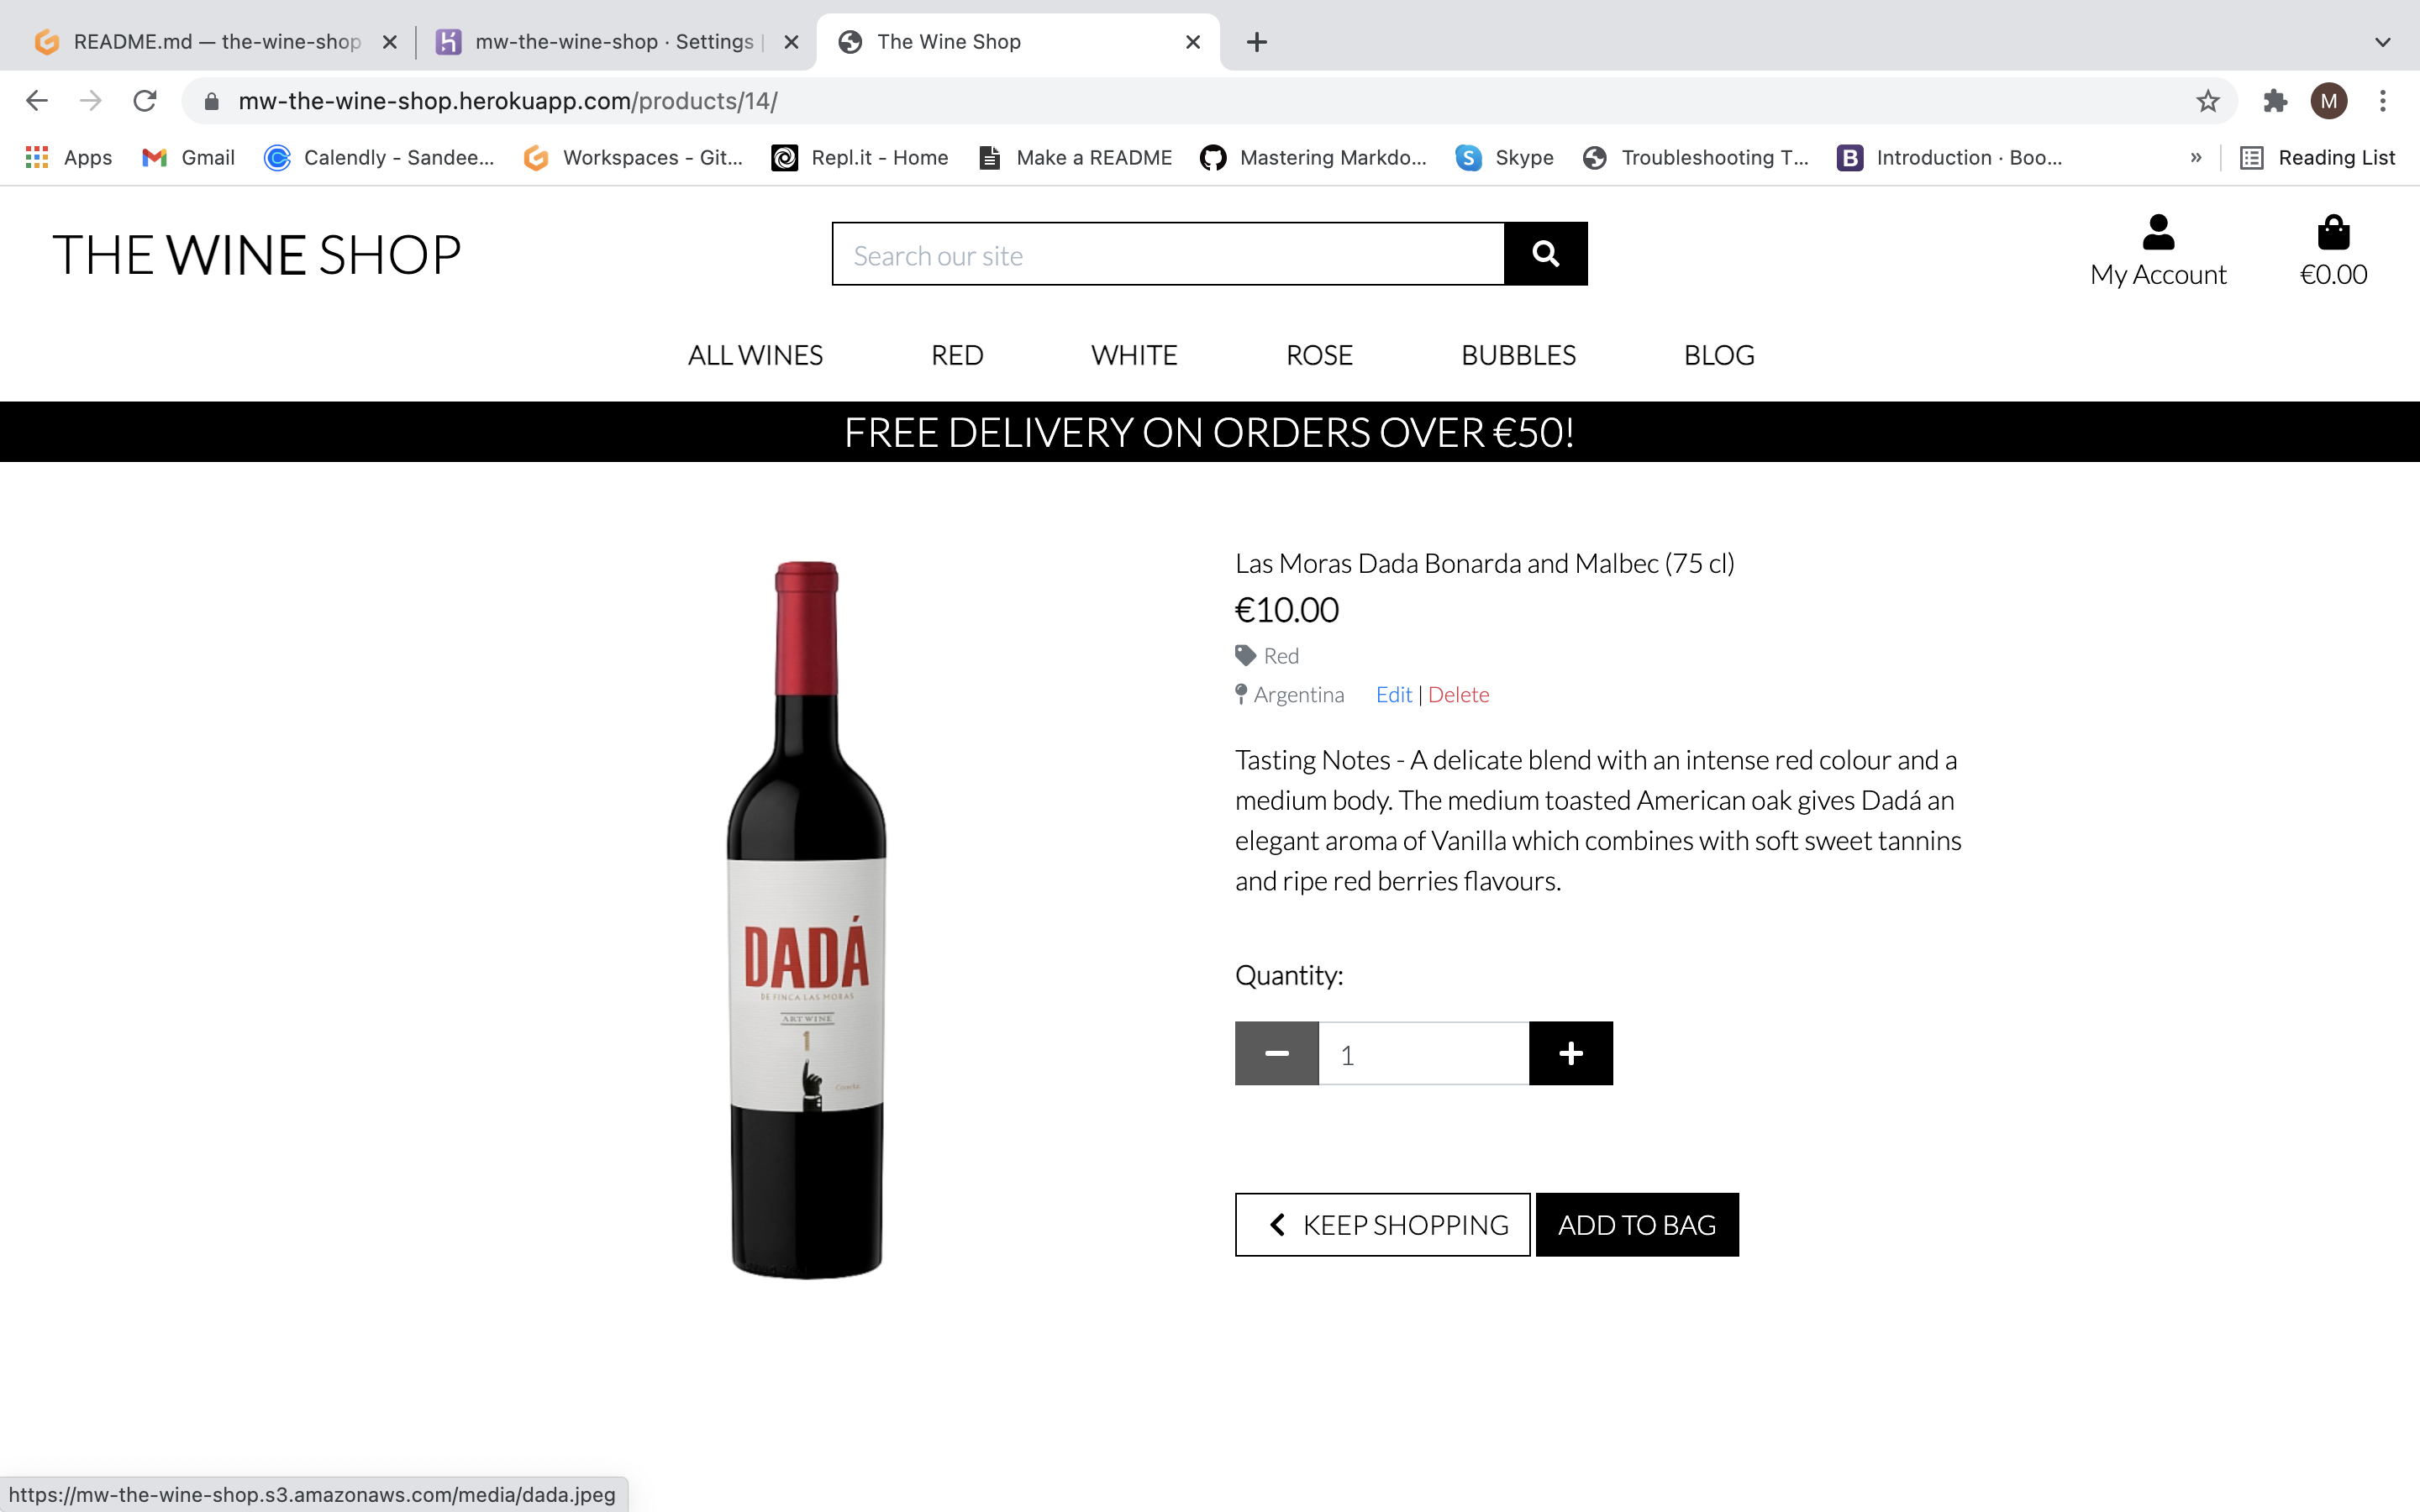 README.md — the-wine-shop
mw-the-wine-shop · Settings |
The Wine Shop
mw-the-wine-shop.herokuapp.com/products/14/
M
Apps
Gmail
Calendly - Sandee...
Workspaces - Git...
Repl.it - Home
Make a README
Mastering Markdo...
Skype
Troubleshooting T...
B
Introduction · Boo...
»
Reading List
THE WINE SHOP
Search our site
My Account
€0.00
ALL WINES
RED
WHITE
ROSE
BUBBLES
BLOG
FREE DELIVERY ON ORDERS OVER €50!
Las Moras Dada Bonarda and Malbec (75 cl)
€10.00
Red
Argentina
Edit | Delete
Tasting Notes - A delicate blend with an intense red colour and a
medium body. The medium toasted American oak gives Dadá an
elegant aroma of Vanilla which combines with soft sweet tannins
and ripe red berries flavours.
DADÁ
DE FINCA LAS MORAS
ART WINE
1
Quantity:
1
KEEP SHOPPING
ADD TO BAG
https://mw-the-wine-shop.s3.amazonaws.com/media/dada.jpeg